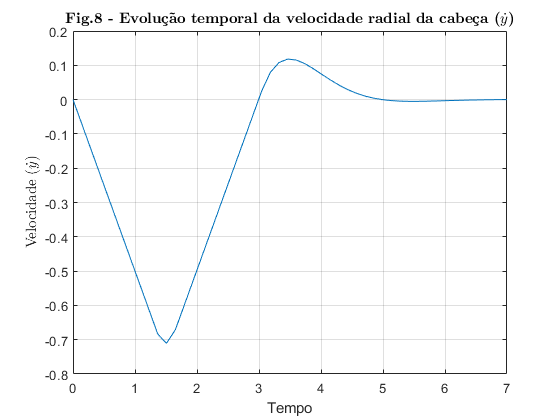 Fig.8 - Evolução temporal da velocidade radial da cabeça (ẏ)
0.2
0.1
0
-0.1
-0.2
-0.3
-0.4
-0.5
-0.6
-0.7
-0.8
Velocidade (ẏ)
0 1 2 3 4 5 6 7
Tempo